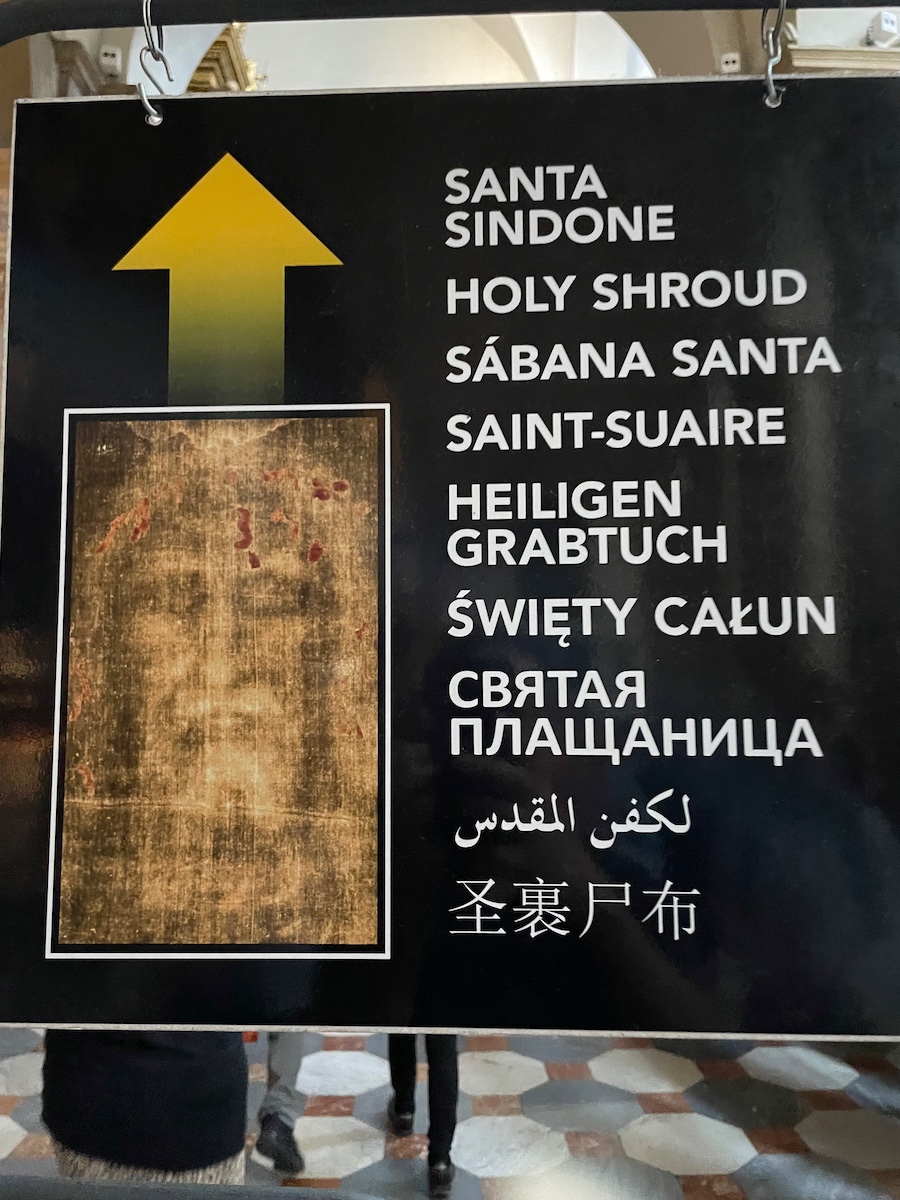 SANTA
SINDONE
HOLY SHROUD
SÁBANA SANTA
SAINT-SUAIRE
HEILIGEN
GRABTUCH
ŚWIĘTY CAŁUN
СВЯТАЯ
ПЛАЩАНИЦА
لكفن المقدس
圣裹尸布